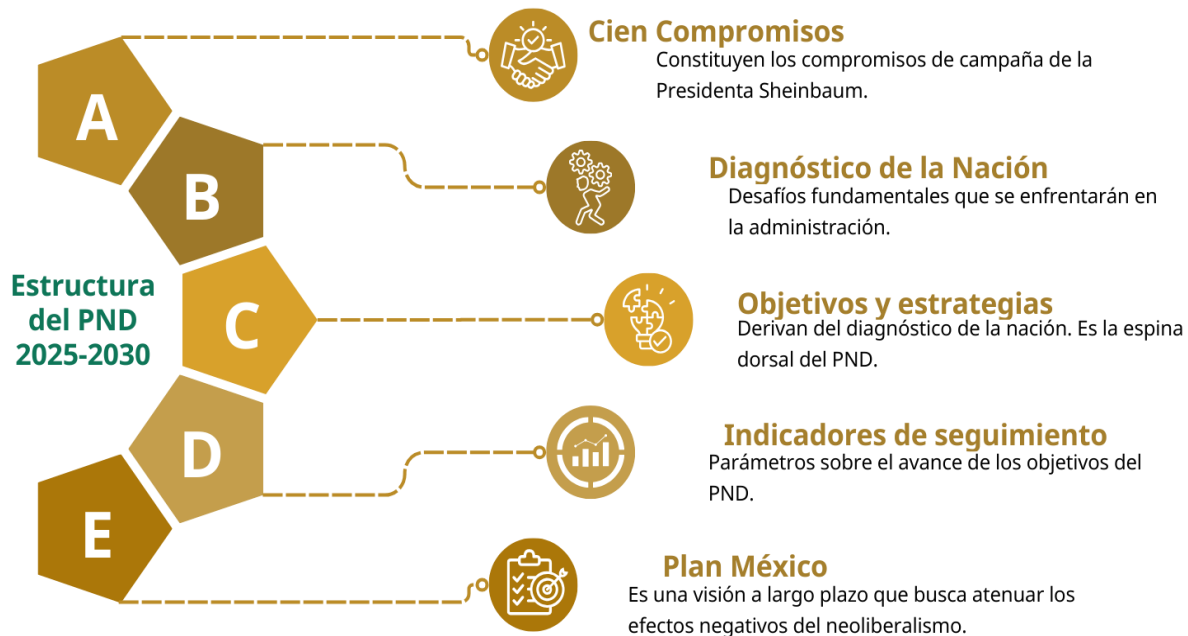 A
Cien Compromisos
Constituyen los compromisos de campaña de la
Presidenta Sheinbaum.
B
Diagnóstico de la Nación
Desafíos fundamentales que se enfrentarán en
la administración.
Estructura
del PND
2025-2030
C
Objetivos y estrategias
Derivan del diagnóstico de la nación. Es la espina
dorsal del PND.
D
Indicadores de seguimiento
Parámetros sobre el avance de los objetivos del
PND.
E
Plan México
Es una visión a largo plazo que busca atenuar los
efectos negativos del neoliberalismo.